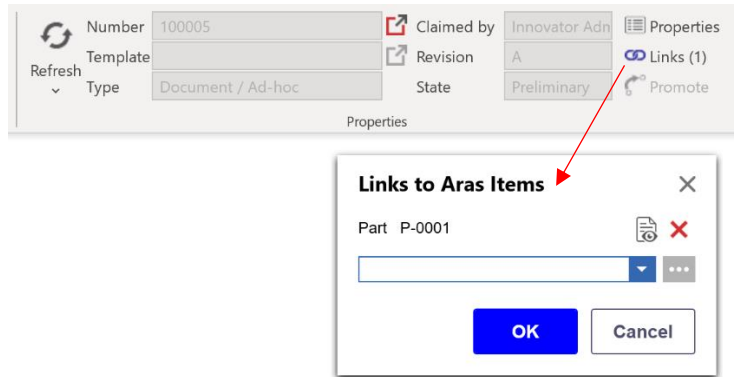 Number 100005 Claimed by Innovator Adn Properties
Refresh Template Revision A Links (1)
Type Document / Ad-hoc State Preliminary Promote
Properties
Links to Aras Items
Part P-0001
OK Cancel